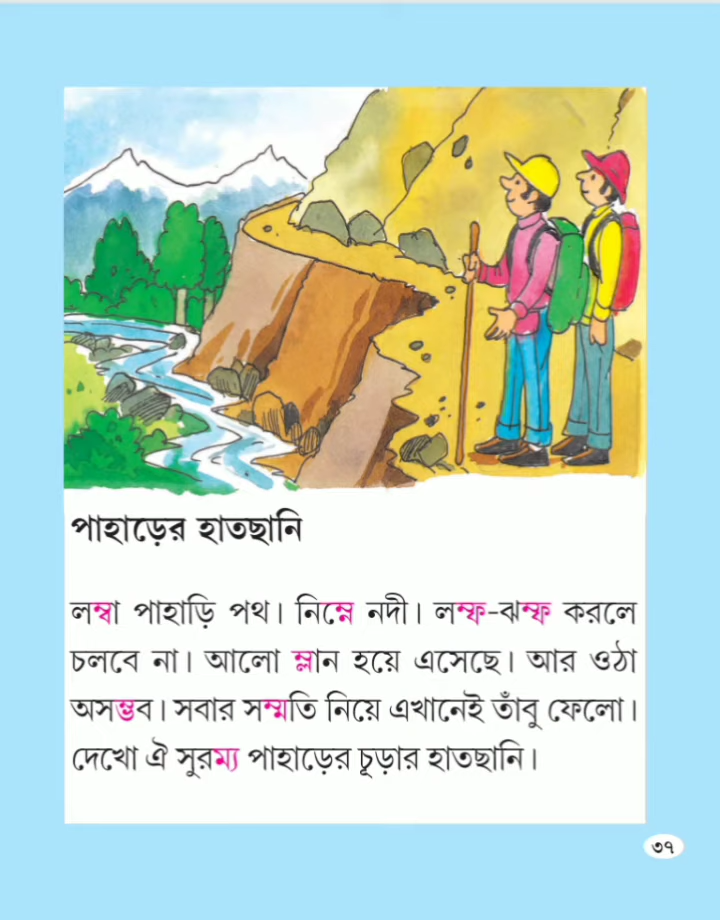 পাহাড়ের হাতছানি
লম্বা পাহাড়ি পথ। নিম্নে নদী। লম্ফ-ঝম্ফ করলে
চলবে না। আলো ম্লান হয়ে এসেছে। আর ওঠা
অসম্ভব। সবার সম্মতি নিয়ে এখানেই তাঁবু ফেলো।
দেখো ঐ সুরম্য পাহাড়ের চূড়ার হাতছানি।
৩৭